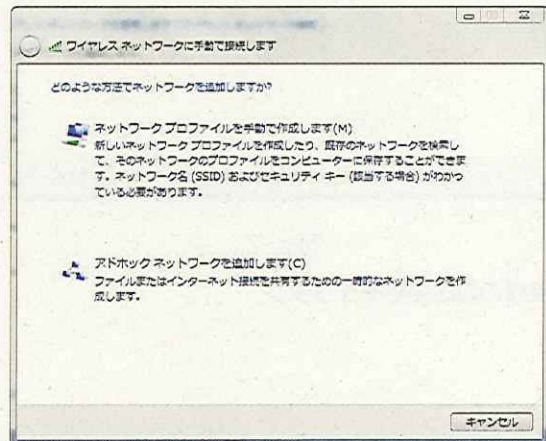 ワイヤレス ネットワークに手動で接続します
どのような方法でネットワークを追加しますか?
ネットワーク プロファイルを手動で作成します(M)
新しいネットワーク プロファイルを作成したり、既存のネットワークを検索し
て、そのネットワークのプロファイルをコンピューターに保存することができま
す。ネットワーク名 (SSID) およびセキュリティ キー (該当する場合) がわかっ
ている必要があります。
アドホック ネットワークを追加します(C)
ファイルまたはインターネット接続を共有するための一時的なネットワークを作
成します。
キャンセル